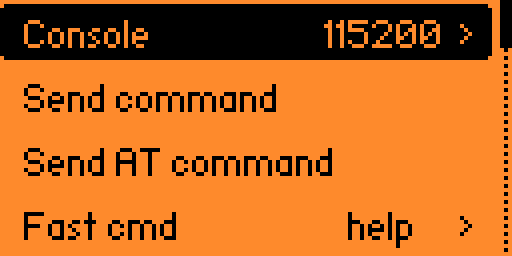 Console 115200 >
Send command
Send AT command
Fast cmd help >